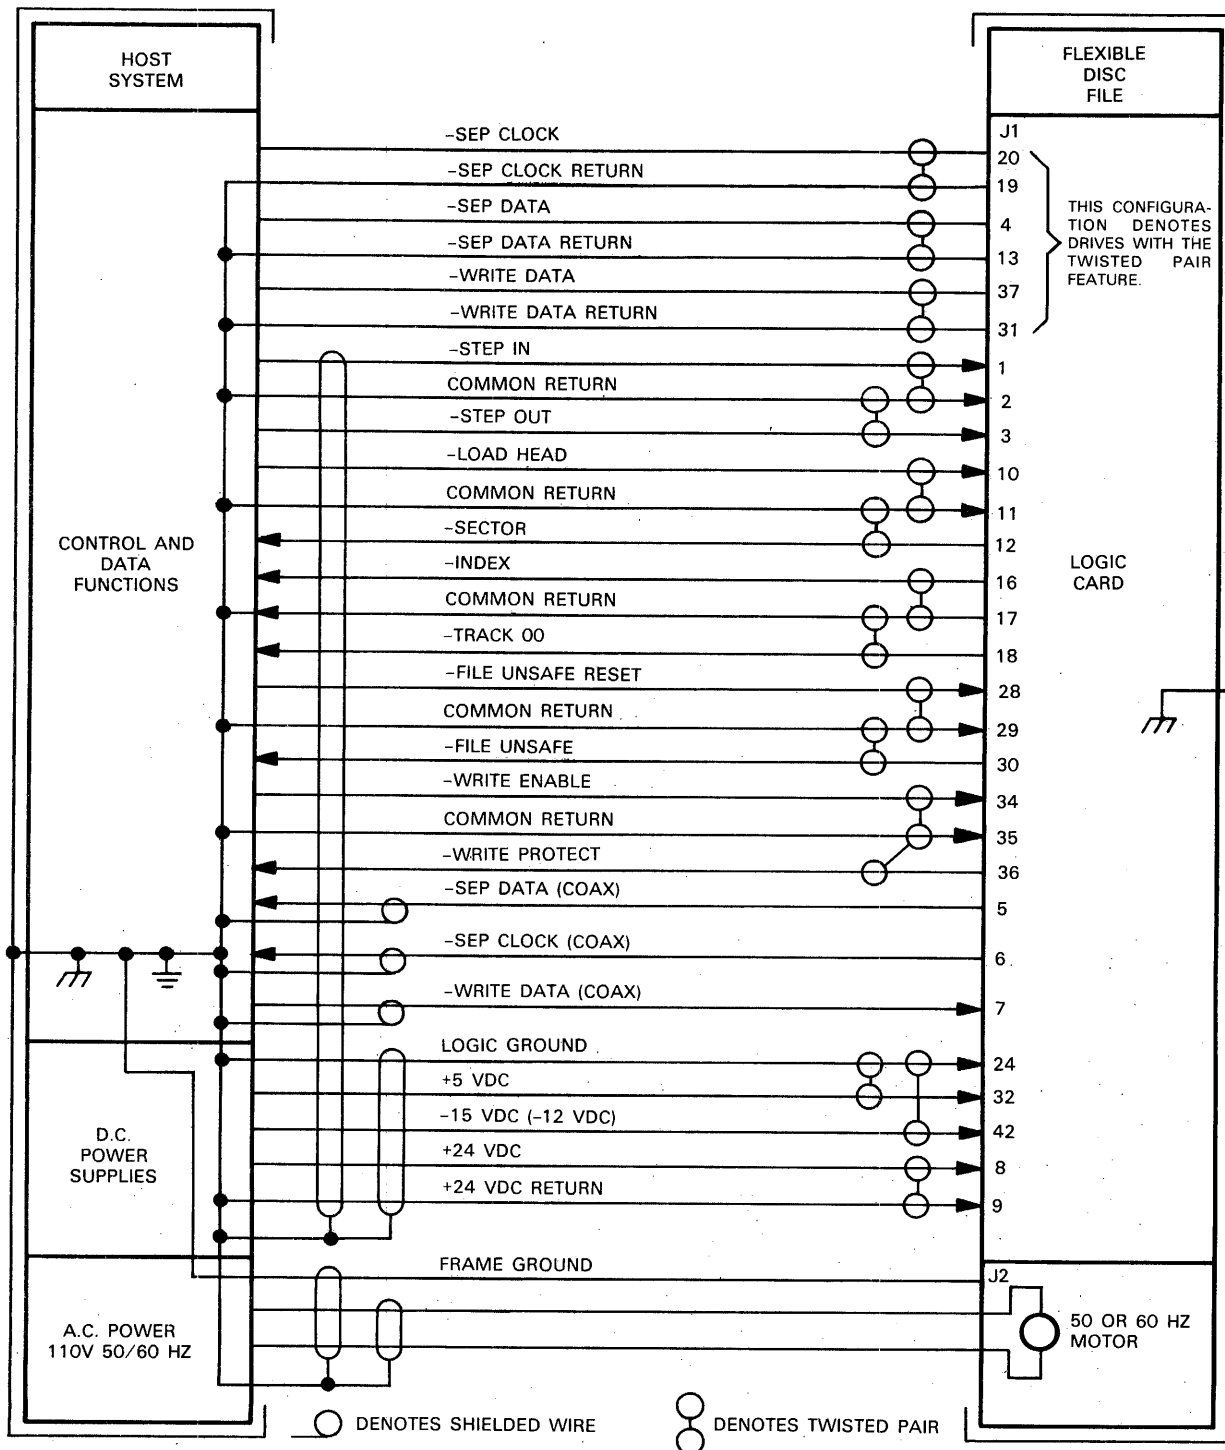 HOST
SYSTEM
FLEXIBLE
DISC
FILE
J1
-SEP CLOCK
20
-SEP CLOCK RETURN
19
-SEP DATA
4
-SEP DATA RETURN
13
-WRITE DATA
37
-WRITE DATA RETURN
31
THIS CONFIGURA-
TION DENOTES
DRIVES WITH THE
TWISTED PAIR
FEATURE.
-STEP IN
1
COMMON RETURN
2
-STEP OUT
3
-LOAD HEAD
10
COMMON RETURN
11
-SECTOR
12
-INDEX
16
COMMON RETURN
17
-TRACK 00
18
-FILE UNSAFE RESET
28
COMMON RETURN
29
-FILE UNSAFE
30
-WRITE ENABLE
34
COMMON RETURN
35
-WRITE PROTECT
36
-SEP DATA (COAX)
5
-SEP CLOCK (COAX)
6
-WRITE DATA (COAX)
7
CONTROL AND
DATA
FUNCTIONS
LOGIC
CARD
LOGIC GROUND
24
+5 VDC
32
-15 VDC (-12 VDC)
42
+24 VDC
8
+24 VDC RETURN
9
D.C.
POWER
SUPPLIES
FRAME GROUND
J2
A.C. POWER
110V 50/60 HZ
50 OR 60 HZ
MOTOR
DENOTES SHIELDED WIRE
DENOTES TWISTED PAIR